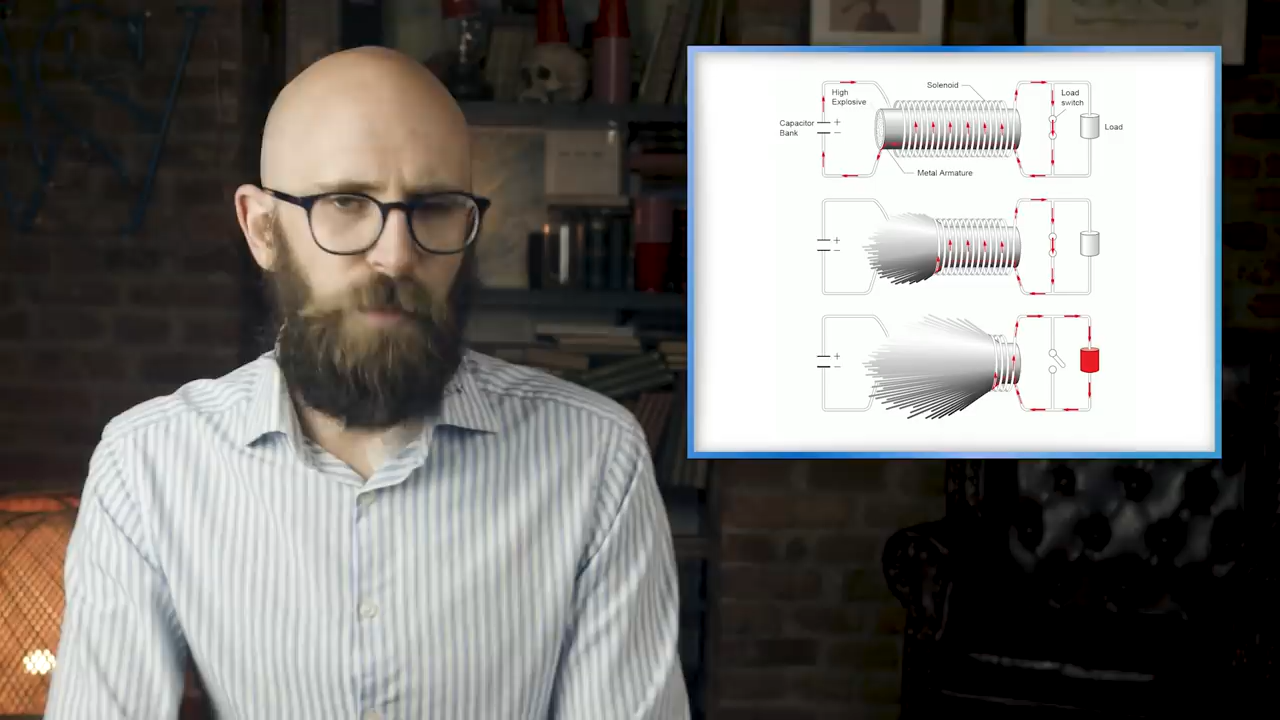 High
Explosive
Solenoid
Load
switch
Capacitor
Bank
+
−
Load
Metal Armature
+
−
+
−